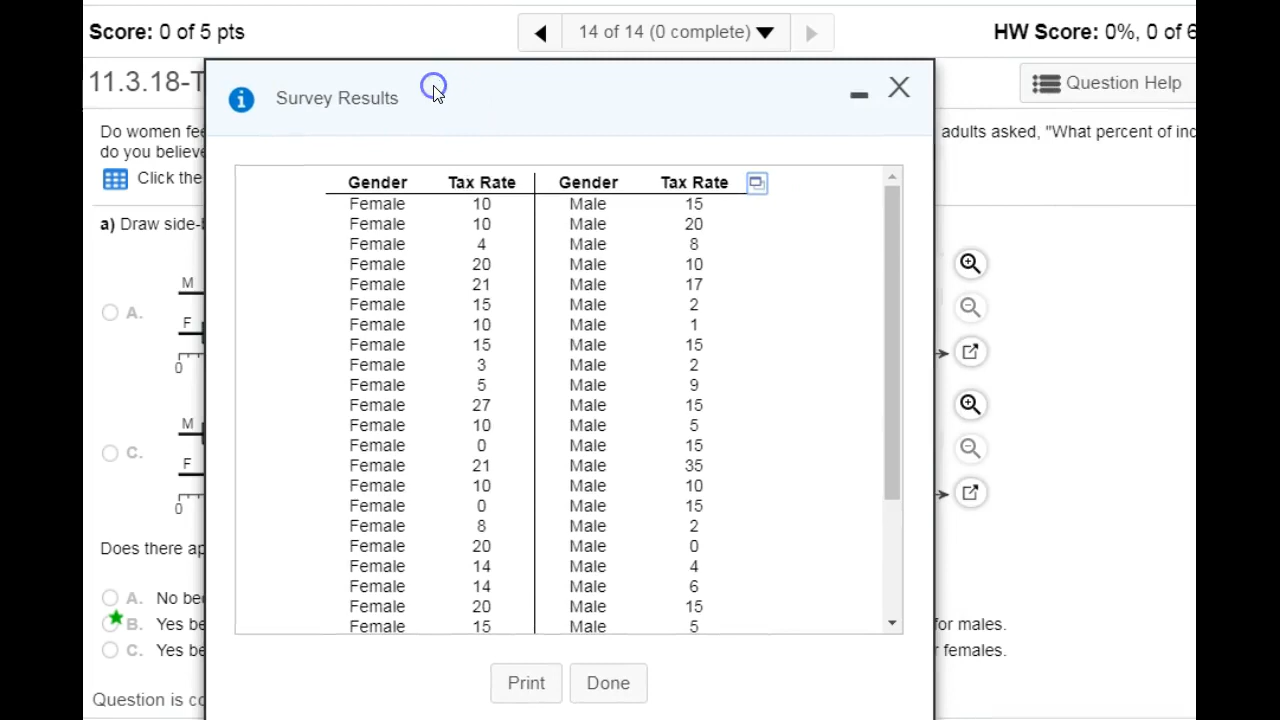 Score: 0 of 5 pts
14 of 14 (0 complete)
HW Score: 0%, 0 of 6
11.3.18-T
Question Help
Survey Results
Do women fee
adults asked, "What percent of inc
do you believe
Click the
a) Draw side-b
Gender Tax Rate Gender Tax Rate
Female 10 Male 15
Female 10 Male 20
Female 4 Male 8
Female 20 Male 10
Female 21 Male 17
Female 15 Male 2
Female 10 Male 1
Female 15 Male 15
Female 3 Male 2
Female 5 Male 9
Female 27 Male 15
Female 10 Male 5
Female 0 Male 15
Female 21 Male 35
Female 10 Male 10
Female 0 Male 15
Female 8 Male 2
Female 20 Male 0
Female 14 Male 4
Female 14 Male 6
Female 20 Male 15
Female 15 Male 5
M
A.
F
0
M
C.
F
0
Does there ap
A. No bec
B. Yes be
for males.
C. Yes be
r females.
Print Done
Question is co